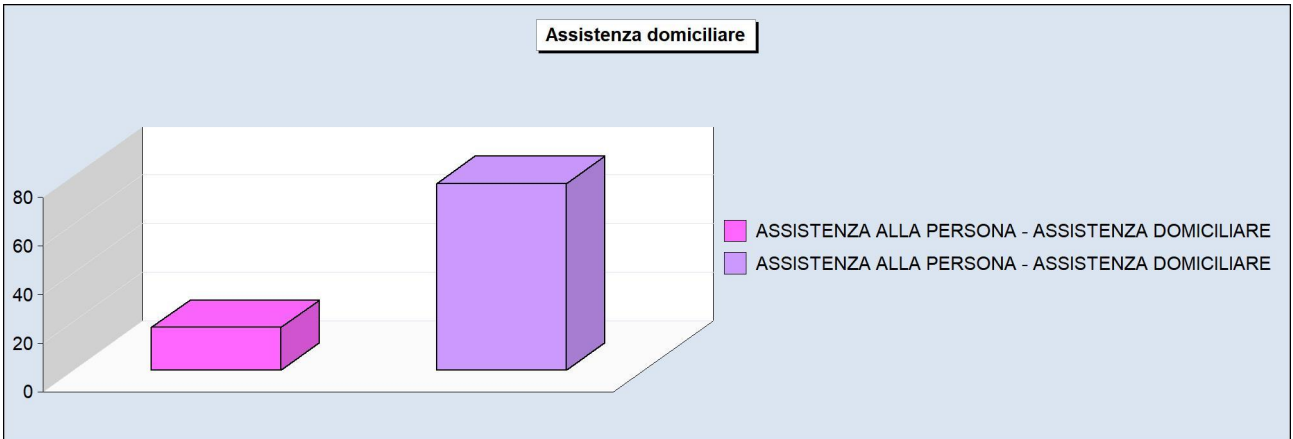 Assistenza domiciliare
80
60
40
20
0
ASSISTENZA ALLA PERSONA - ASSISTENZA DOMICILIARE
ASSISTENZA ALLA PERSONA - ASSISTENZA DOMICILIARE